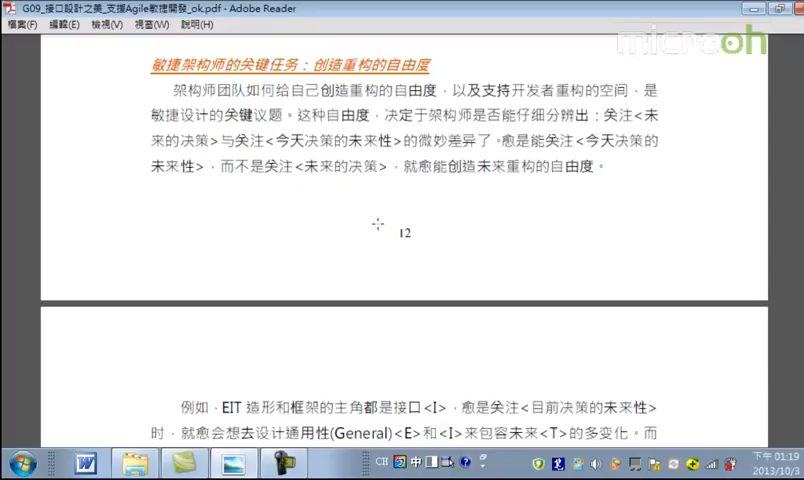 G09_接口設計之美_支援Agile敏捷開發_ok.pdf - Adobe Reader
檔案(F) 編輯(E) 檢視(V) 視窗(W) 說明(H)
microoh
敏捷架构师的关键任务：创造重构的自由度
架构师团队如何给自己创造重构的自由度，以及支持开发者重构的空间，是
敏捷设计的关键议题。这种自由度，决定于架构师是否能仔细分辨出：关注<未
来的决策>与关注<今天决策的未来性>的微妙差异了。愈是能关注<今天决策的
未来性>，而不是关注<未来的决策>，就愈能创造未来重构的自由度。
12
例如，EIT 造形和框架的主角都是接口<I>，愈是关注<目前决策的未来性>
时，就愈会想去设计通用性(General)<E>和<I>来包容未来<T>的多变化。而
CH 中
下午 01:19
2013/10/3